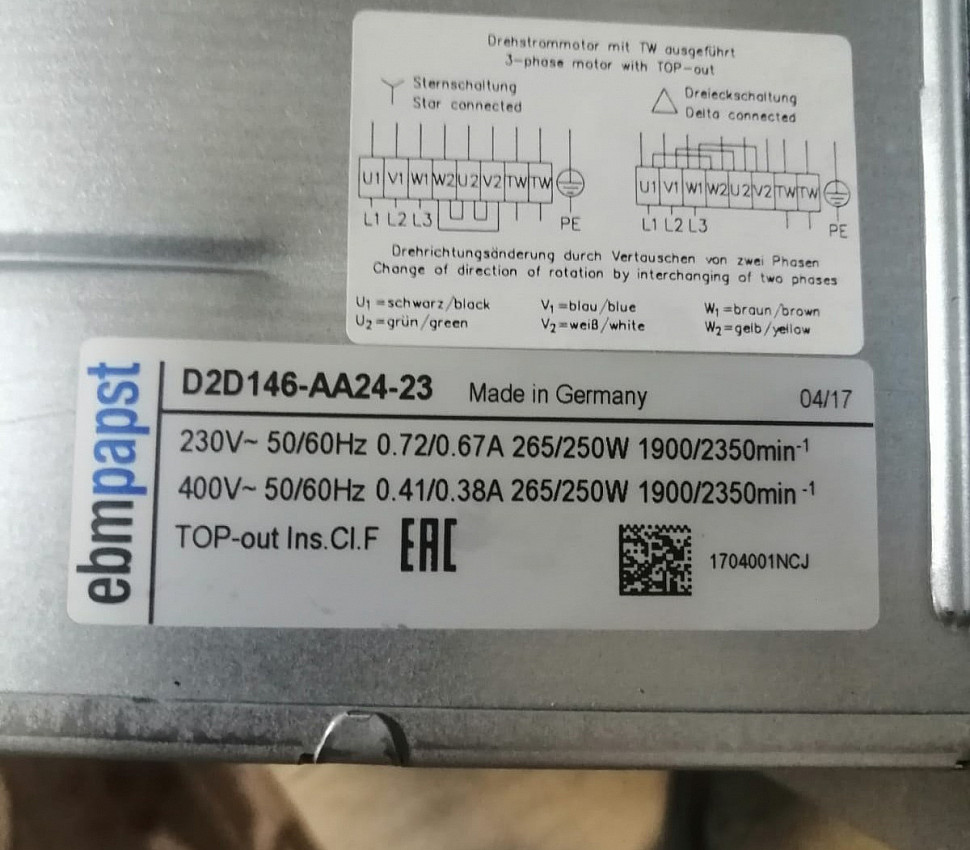 Drehstrommotor mit TW ausgeführt
3-phase motor with TOP-out
Sternschaltung
Star connected
Dreieckschaltung
Delta connected
U1 V1 W1 W2 U2 V2 TW TW
L1 L2 L3 PE
U1 V1 W1 W2 U2 V2 TW TW
L1 L2 L3 PE
Drehrichtungsänderung durch Vertauschen von zwei Phasen
Change of direction of rotation by interchanging of two phases
U1 =schwarz/black V1 =blau/blue W1 =braun/brown
U2 =grün/green V2 =weiß/white W2 =gelb/yellow
ebmpapst
D2D146-AA24-23 Made in Germany 04/17
230V~ 50/60Hz 0.72/0.67A 265/250W 1900/2350min-1
400V~ 50/60Hz 0.41/0.38A 265/250W 1900/2350min -1
TOP-out Ins.Cl.F EAC
1704001NCJ